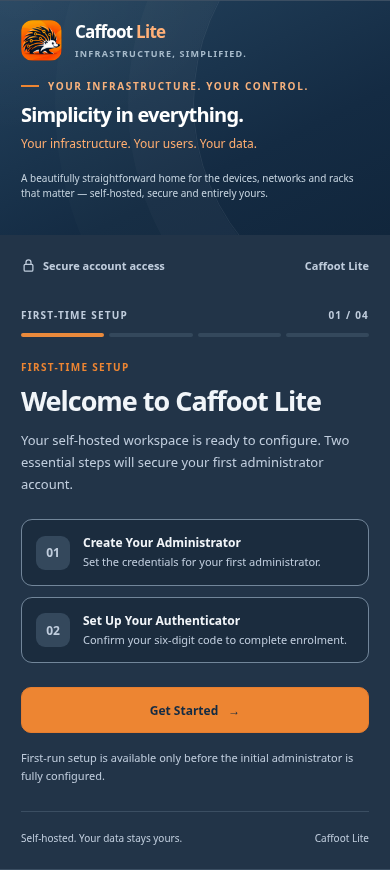 Caffoot Lite
INFRASTRUCTURE, SIMPLIFIED.
YOUR INFRASTRUCTURE. YOUR CONTROL.
Simplicity in everything.
Your infrastructure. Your users. Your data.
A beautifully straightforward home for the devices, networks and racks
that matter — self-hosted, secure and entirely yours.
Secure account access
Caffoot Lite
FIRST-TIME SETUP
01 / 04
FIRST-TIME SETUP
Welcome to Caffoot Lite
Your self-hosted workspace is ready to configure. Two
essential steps will secure your first administrator
account.
01
Create Your Administrator
Set the credentials for your first administrator.
02
Set Up Your Authenticator
Confirm your six-digit code to complete enrolment.
Get Started →
First-run setup is available only before the initial administrator is
fully configured.
Self-hosted. Your data stays yours.
Caffoot Lite